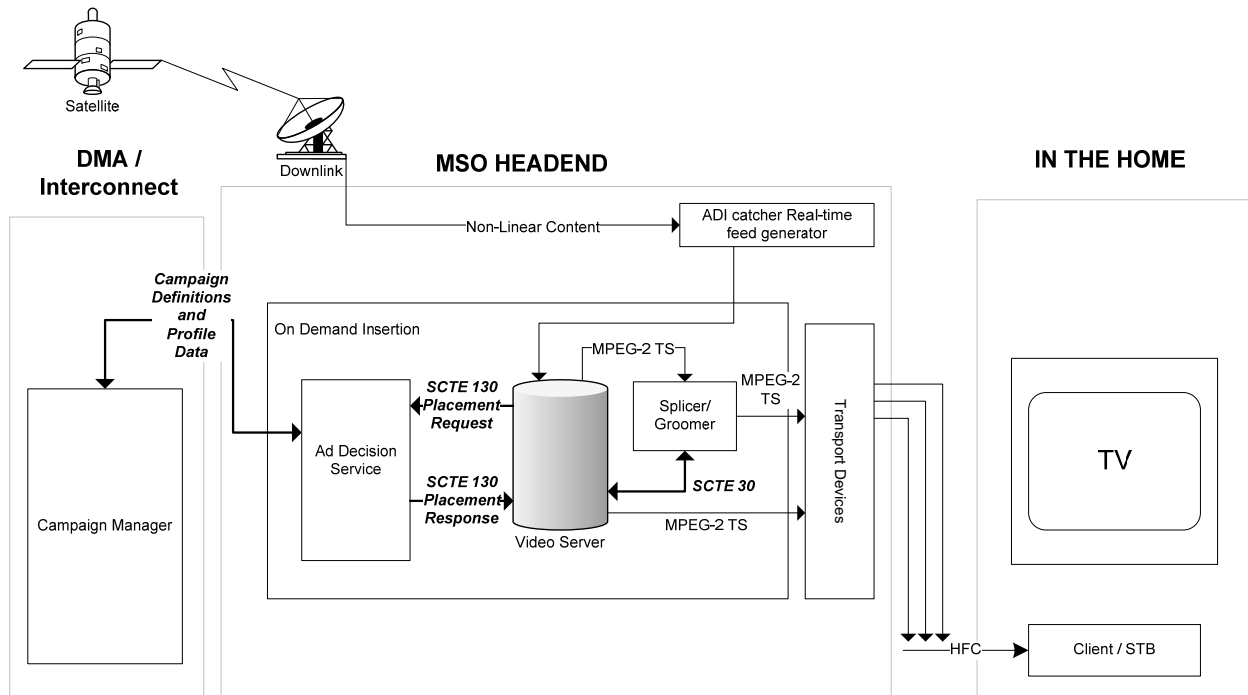 Satellite
Downlink
DMA /
Interconnect
MSO HEADEND
IN THE HOME
Non-Linear Content
ADI catcher Real-time
feed generator
Campaign
Definitions
and
Profile
Data
On Demand Insertion
MPEG-2 TS
MPEG-2
TS
SCTE 130
Placement
Request
Splicer/
Groomer
Ad Decision
Service
SCTE 130
Placement
Response
SCTE 30
MPEG-2 TS
Video Server
Transport Devices
Campaign Manager
TV
HFC
Client / STB